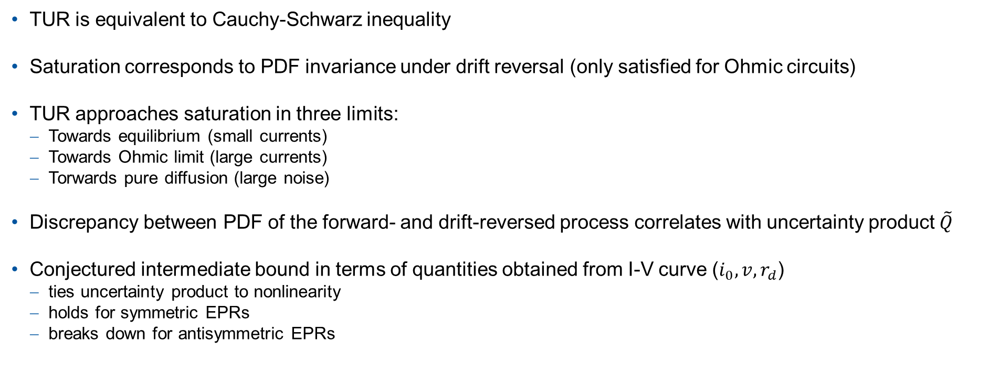 • TUR is equivalent to Cauchy-Schwarz inequality
• Saturation corresponds to PDF invariance under drift reversal (only satisfied for Ohmic circuits)
• TUR approaches saturation in three limits:
– Towards equilibrium (small currents)
– Towards Ohmic limit (large currents)
– Torwards pure diffusion (large noise)
• Discrepancy between PDF of the forward- and drift-reversed process correlates with uncertainty product Q̃
• Conjectured intermediate bound in terms of quantities obtained from I-V curve (i₀, v, r_d)
– ties uncertainty product to nonlinearity
– holds for symmetric EPRs
– breaks down for antisymmetric EPRs